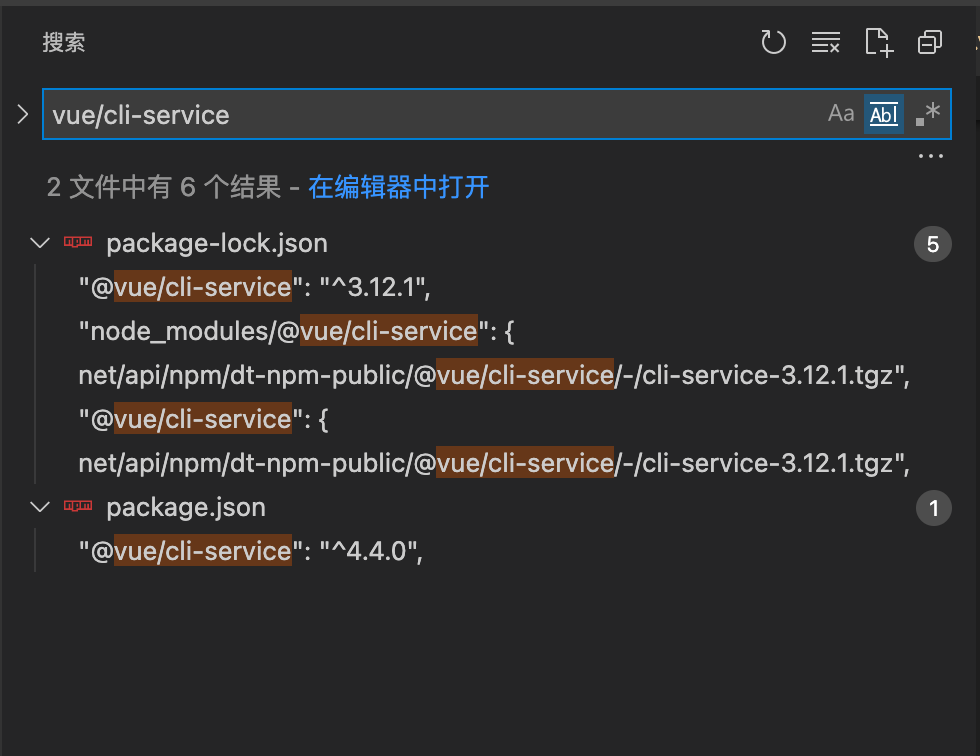 搜索
vue/cli-service
Aa
Abl
.*
...
2 文件中有 6 个结果 - 在编辑器中打开
package-lock.json
5
"@vue/cli-service": "^3.12.1",
"node_modules/@vue/cli-service": {
net/api/npm/dt-npm-public/@vue/cli-service/-/cli-service-3.12.1.tgz",
"@vue/cli-service": {
net/api/npm/dt-npm-public/@vue/cli-service/-/cli-service-3.12.1.tgz",
package.json
1
"@vue/cli-service": "^4.4.0",